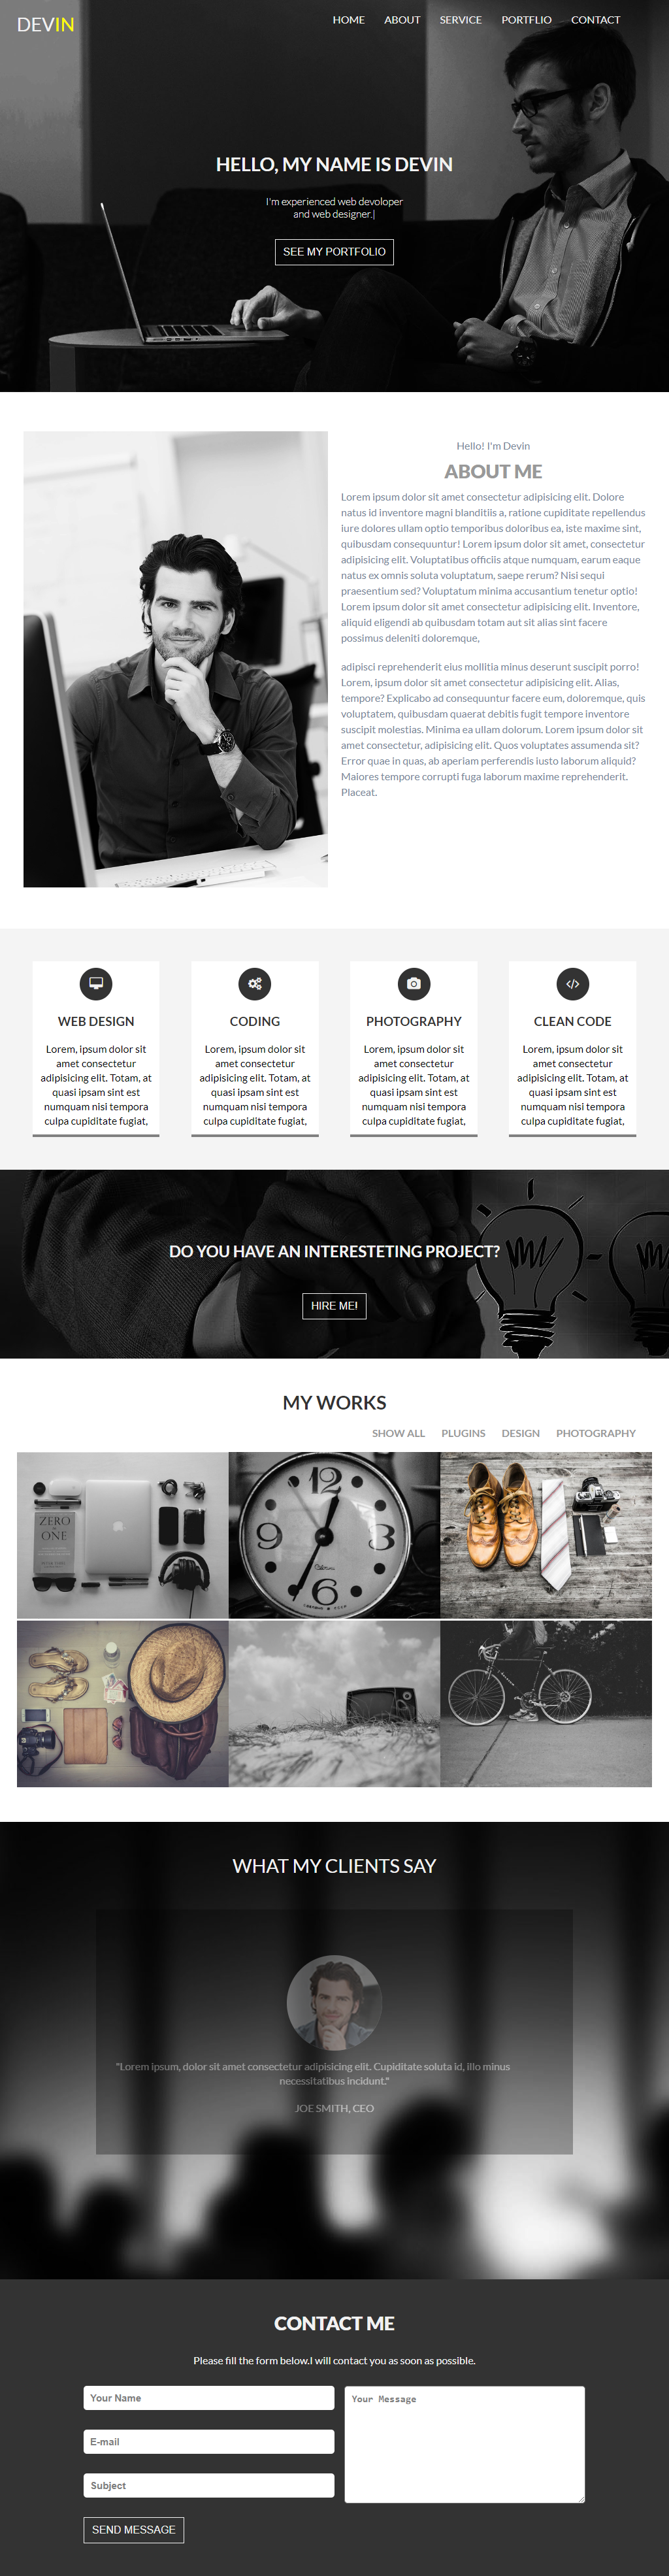 DEVIN
HOME ABOUT SERVICE PORTFLIO CONTACT
HELLO, MY NAME IS DEVIN
I'm experienced web devoloper
and web designer.|
SEE MY PORTFOLIO
Hello! I'm Devin
ABOUT ME
Lorem ipsum dolor sit amet consectetur adipisicing elit. Dolore
natus id inventore magni blanditiis a, ratione cupiditate repellendus
iure dolores ullam optio temporibus doloribus ea, iste maxime sint,
quibusdam consequuntur! Lorem ipsum dolor sit amet, consectetur
adipisicing elit. Voluptatibus officiis atque numquam, earum eaque
natus ex omnis soluta voluptatum, saepe rerum? Nisi sequi
praesentium sed? Voluptatum minima accusantium tenetur optio!
Lorem ipsum dolor sit amet consectetur adipisicing elit. Inventore,
aliquid eligendi ab quibusdam totam aut sit alias sint facere
possimus deleniti doloremque,
adipisci reprehenderit eius mollitia minus deserunt suscipit porro!
Lorem, ipsum dolor sit amet consectetur adipisicing elit. Alias,
tempore? Explicabo ad consequuntur facere eum, doloremque, quis
voluptatem, quibusdam quaerat debitis fugit tempore inventore
suscipit molestias. Minima ea ullam dolorum. Lorem ipsum dolor sit
amet consectetur, adipisicing elit. Quos voluptates assumenda sit?
Error quae in quas, ab aperiam perferendis iusto laborum aliquid?
Maiores tempore corrupti fuga laborum maxime reprehenderit.
Placeat.
WEB DESIGN
Lorem, ipsum dolor sit
amet consectetur
adipisicing elit. Totam, at
quasi ipsam sint est
numquam nisi tempora
culpa cupiditate fugiat,
CODING
Lorem, ipsum dolor sit
amet consectetur
adipisicing elit. Totam, at
quasi ipsam sint est
numquam nisi tempora
culpa cupiditate fugiat,
PHOTOGRAPHY
Lorem, ipsum dolor sit
amet consectetur
adipisicing elit. Totam, at
quasi ipsam sint est
numquam nisi tempora
culpa cupiditate fugiat,
CLEAN CODE
Lorem, ipsum dolor sit
amet consectetur
adipisicing elit. Totam, at
quasi ipsam sint est
numquam nisi tempora
culpa cupiditate fugiat,
DO YOU HAVE AN INTERESTETING PROJECT?
HIRE ME!
MY WORKS
SHOW ALL PLUGINS DESIGN PHOTOGRAPHY
ZERO
TO
ONE
12
3
6
9
WHAT MY CLIENTS SAY
"Lorem ipsum, dolor sit amet consectetur adipisicing elit. Cupiditate soluta id, illo minus
necessitatibus incidunt."
JOE SMITH, CEO
CONTACT ME
Please fill the form below.I will contact you as soon as possible.
Your Name
E-mail
Subject
Your Message
SEND MESSAGE